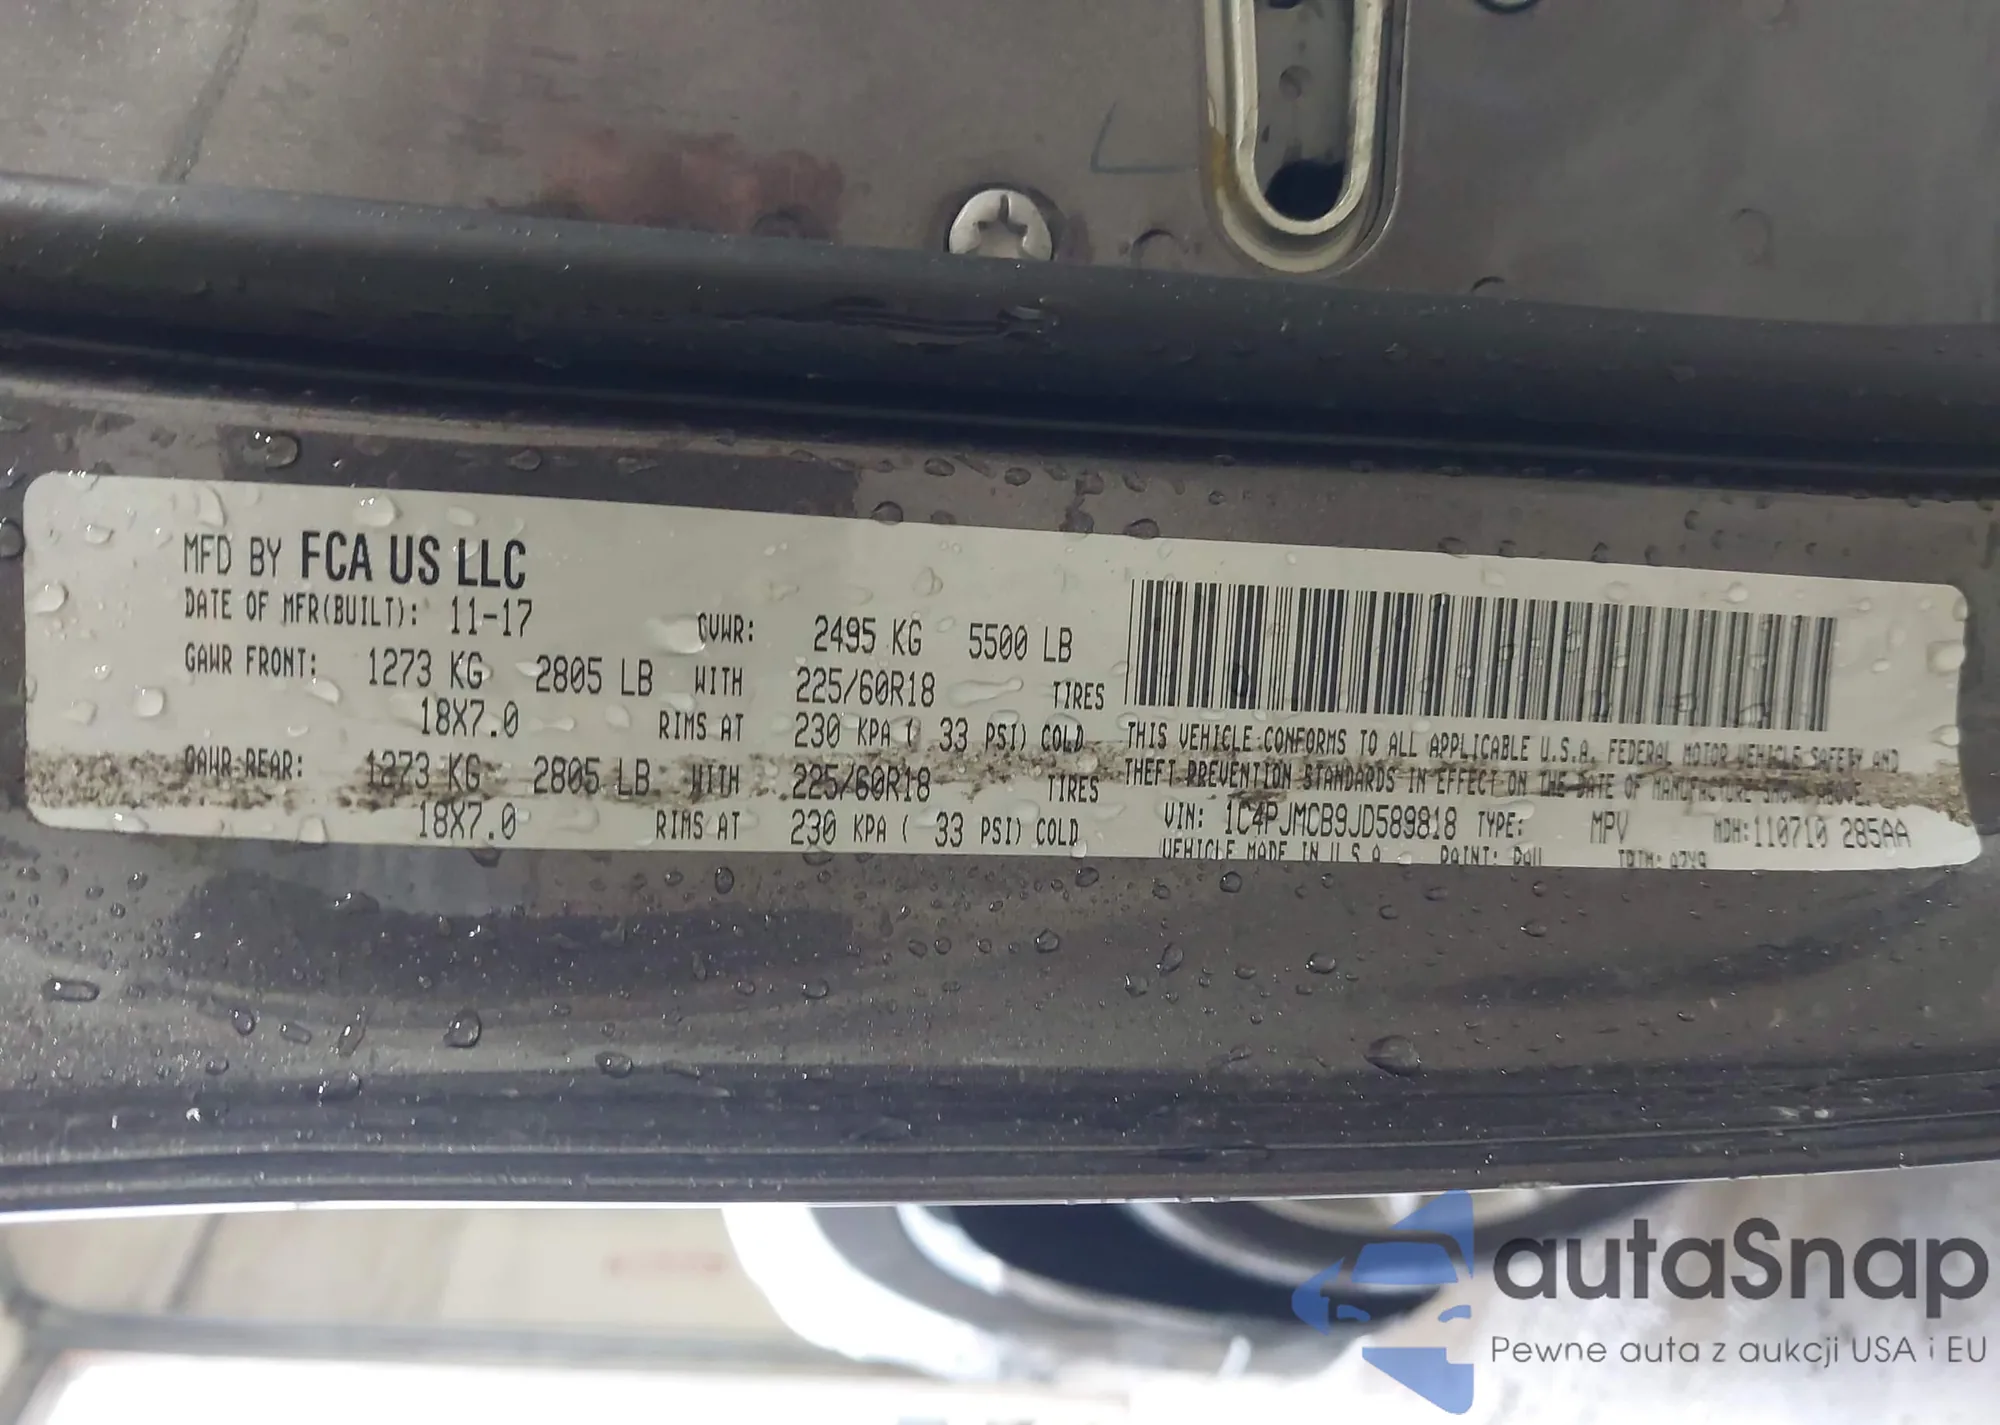 MFD BY FCA US LLC
DATE OF MFR(BUILT): 11-17 GVWR: 2495 KG 5500 LB
GAWR FRONT: 1273 KG 2805 LB WITH 225/60R18 TIRES
18X7.0 RIMS AT 230 KPA ( 33 PSI) COLD
GAWR REAR: 1273 KG 2805 LB WITH 225/60R18 TIRES
18X7.0 RIMS AT 230 KPA ( 33 PSI) COLD
THIS VEHICLE CONFORMS TO ALL APPLICABLE U.S.A. FEDERAL MOTOR VEHICLE SAFETY AND
THEFT PREVENTION STANDARDS IN EFFECT ON THE DATE OF MANUFACTURE SHOWN ABOVE.
VIN: 1C4PJMCB9JD589818 TYPE: MPV MDH:110710 285AA
VEHICLE MADE IN U.S.A. PAINT: TRIM:
autaSnap
Pewne auta z aukcji USA i EU